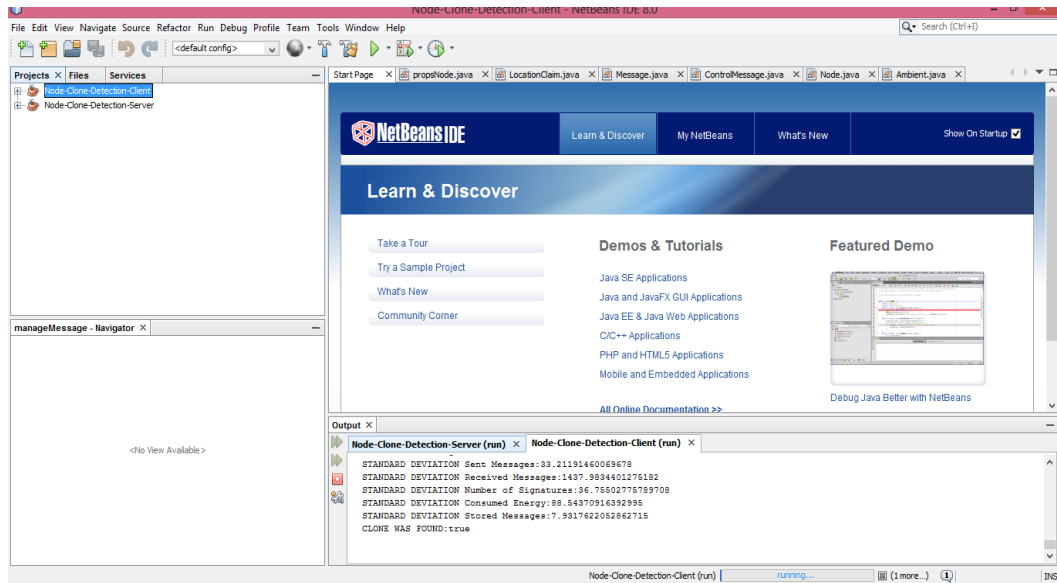 Node-Clone-Detection-Client - NetBeans IDE 8.0
File Edit View Navigate Source Refactor Run Debug Profile Team Tools Window Help
Search (Ctrl+I)
<default config>
Projects Files Services
Start Page propsNode.java LocationClaim.java Message.java ControlMessage.java Node.java Ambient.java
Node-Clone-Detection-Client
Node-Clone-Detection-Server
NetBeans IDE
Learn & Discover
My NetBeans
What's New
Show On Startup
Learn & Discover
Take a Tour
Try a Sample Project
What's New
Community Corner
Demos & Tutorials
Java SE Applications
Java and JavaFX GUI Applications
Java EE & Java Web Applications
C/C++ Applications
PHP and HTML5 Applications
Mobile and Embedded Applications
All Online Documentation >>
Featured Demo
Debug Java Better with NetBeans
manageMessage - Navigator
<No View Available>
Output
Node-Clone-Detection-Server (run) Node-Clone-Detection-Client (run)
STANDARD DEVIATION Sent Messages:33.21191460069678
STANDARD DEVIATION Received Messages:1437.9834401275182
STANDARD DEVIATION Number of Signatures:36.75502775789708
STANDARD DEVIATION Consumed Energy:88.54370916392995
STANDARD DEVIATION Stored Messages:7.9317622052862715
CLONE WAS FOUND:true
Node-Clone-Detection-Client (run) running... (1 more...) 1 INS